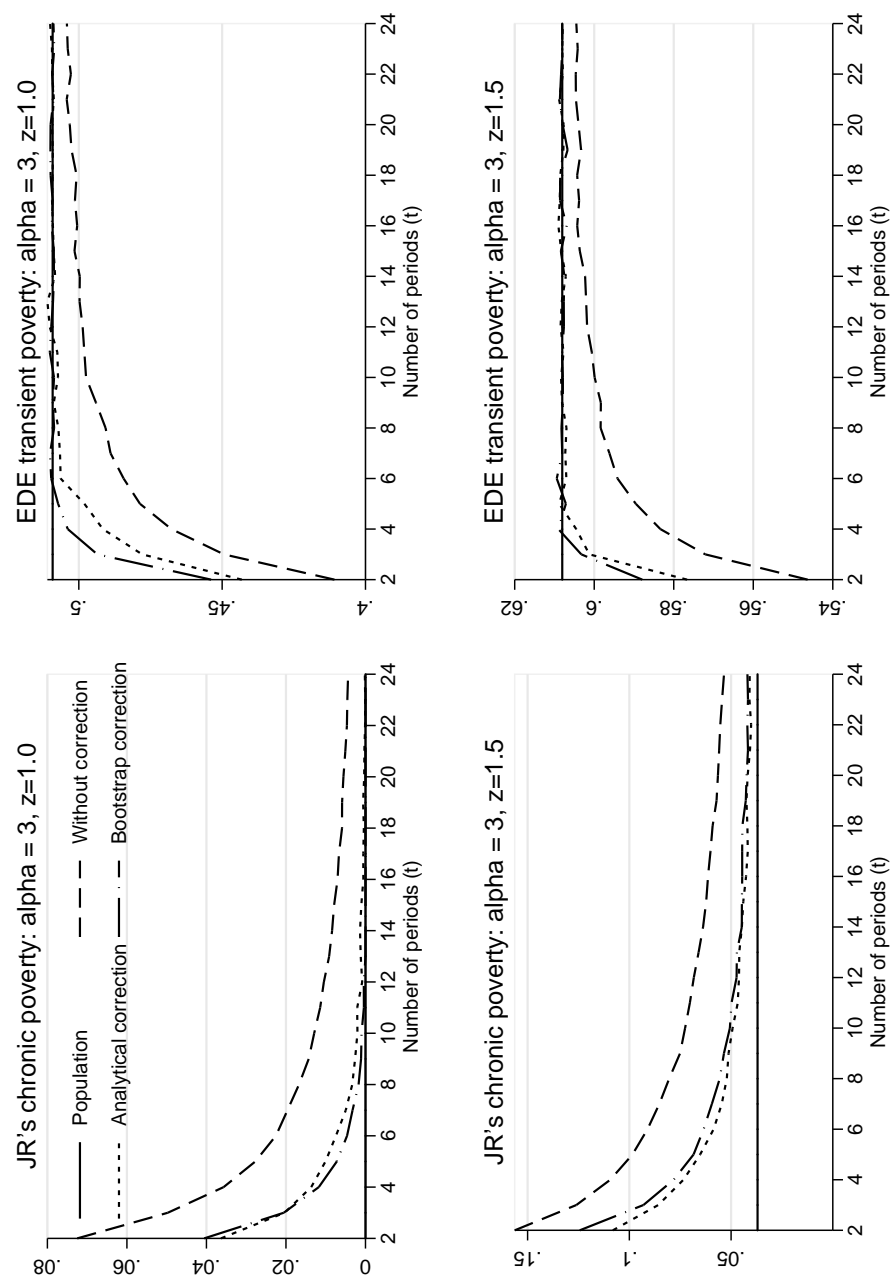 JR's chronic poverty: alpha = 3, z=1.0
.08
.06
.04
.02
0
Population
Without correction
Analytical correction
Bootstrap correction
2 4 6 8 10 12 14 16 18 20 22 24
Number of periods (t)
EDE transient poverty: alpha = 3, z=1.0
.5
.45
.4
2 4 6 8 10 12 14 16 18 20 22 24
Number of periods (t)
JR's chronic poverty: alpha = 3, z=1.5
.15
.1
.05
2 4 6 8 10 12 14 16 18 20 22 24
Number of periods (t)
EDE transient poverty: alpha = 3, z=1.5
.62
.6
.58
.56
.54
2 4 6 8 10 12 14 16 18 20 22 24
Number of periods (t)